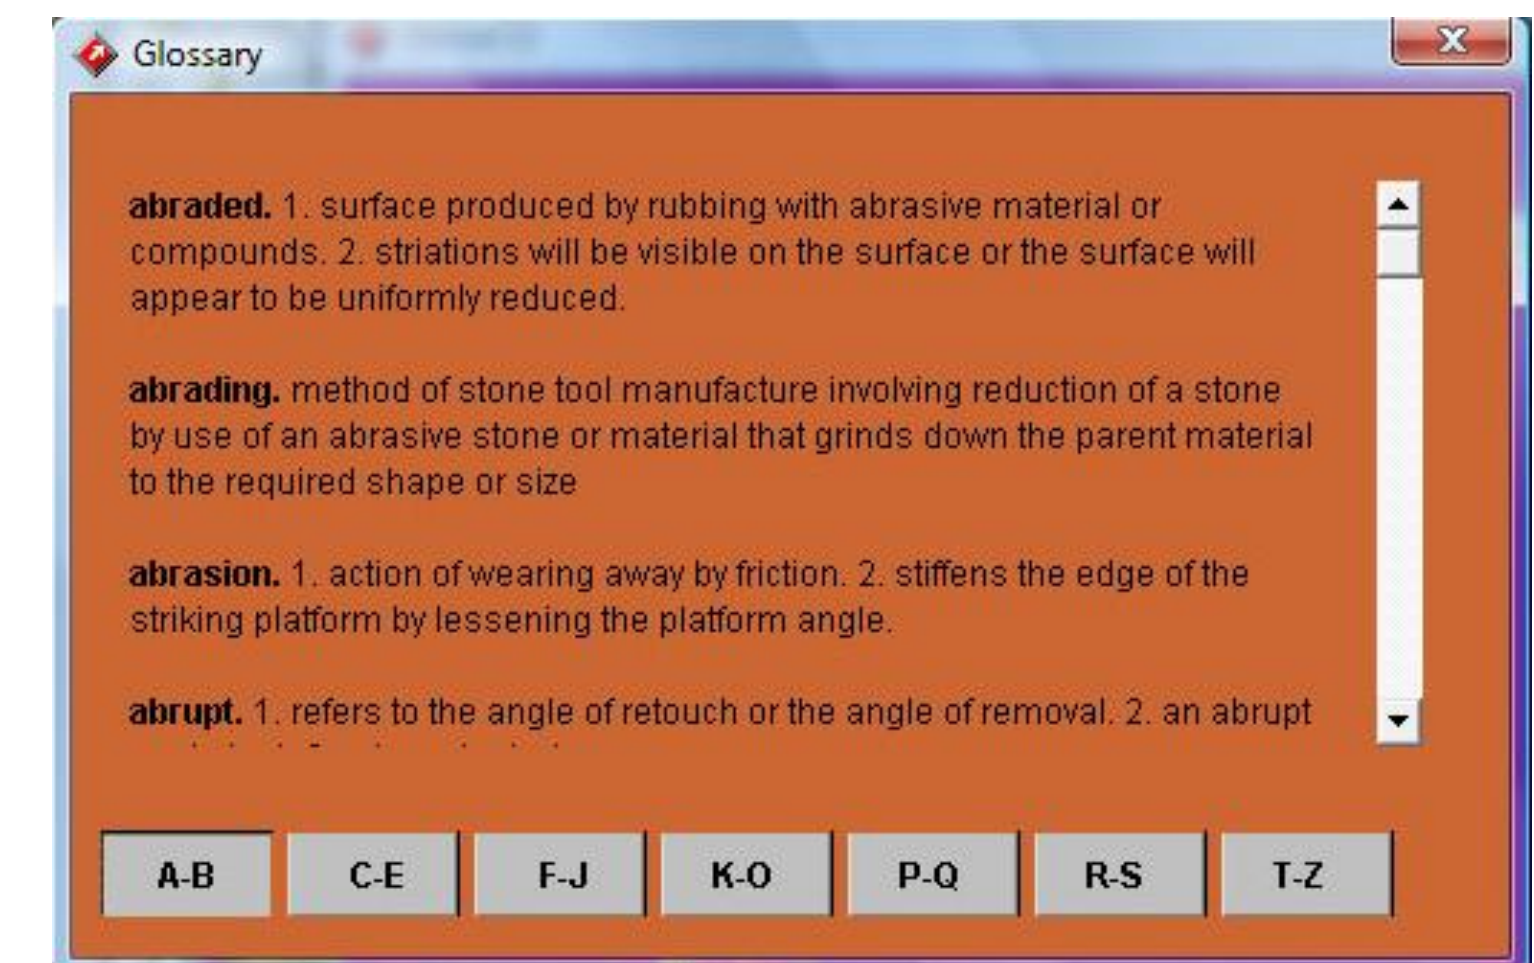 Glossary
abraded. 1. surface produced by rubbing with abrasive material or
compounds. 2. striations will be visible on the surface or the surface will
appear to be uniformly reduced.
abrading. method of stone tool manufacture involving reduction of a stone
by use of an abrasive stone or material that grinds down the parent material
to the required shape or size
abrasion. 1. action of wearing away by friction. 2. stiffens the edge of the
striking platform by lessening the platform angle.
abrupt. 1. refers to the angle of retouch or the angle of removal. 2. an abrupt
A-B C-E F-J K-O P-Q R-S T-Z